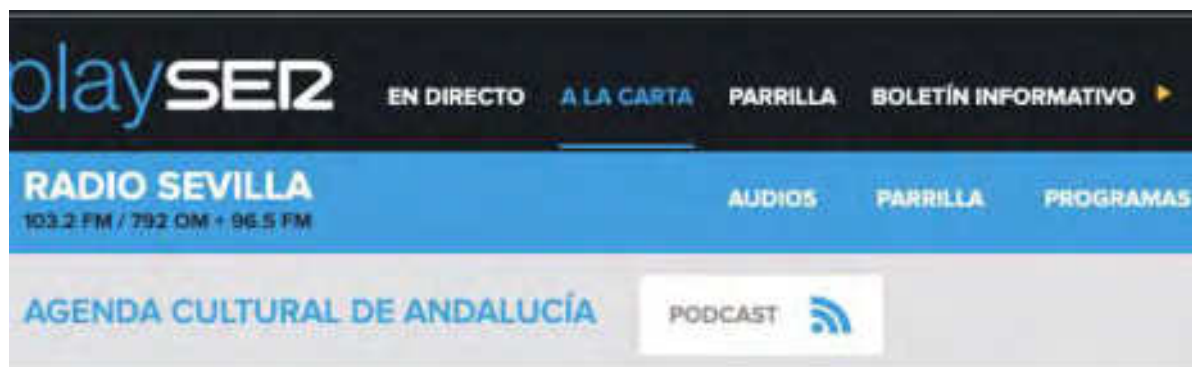 playSER EN DIRECTO A LA CARTA PARRILLA BOLETÍN INFORMATIVO
RADIO SEVILLA AUDIOS PARRILLA PROGRAMAS
103.2 FM / 792 OM + 96.5 FM
AGENDA CULTURAL DE ANDALUCÍA PODCAST